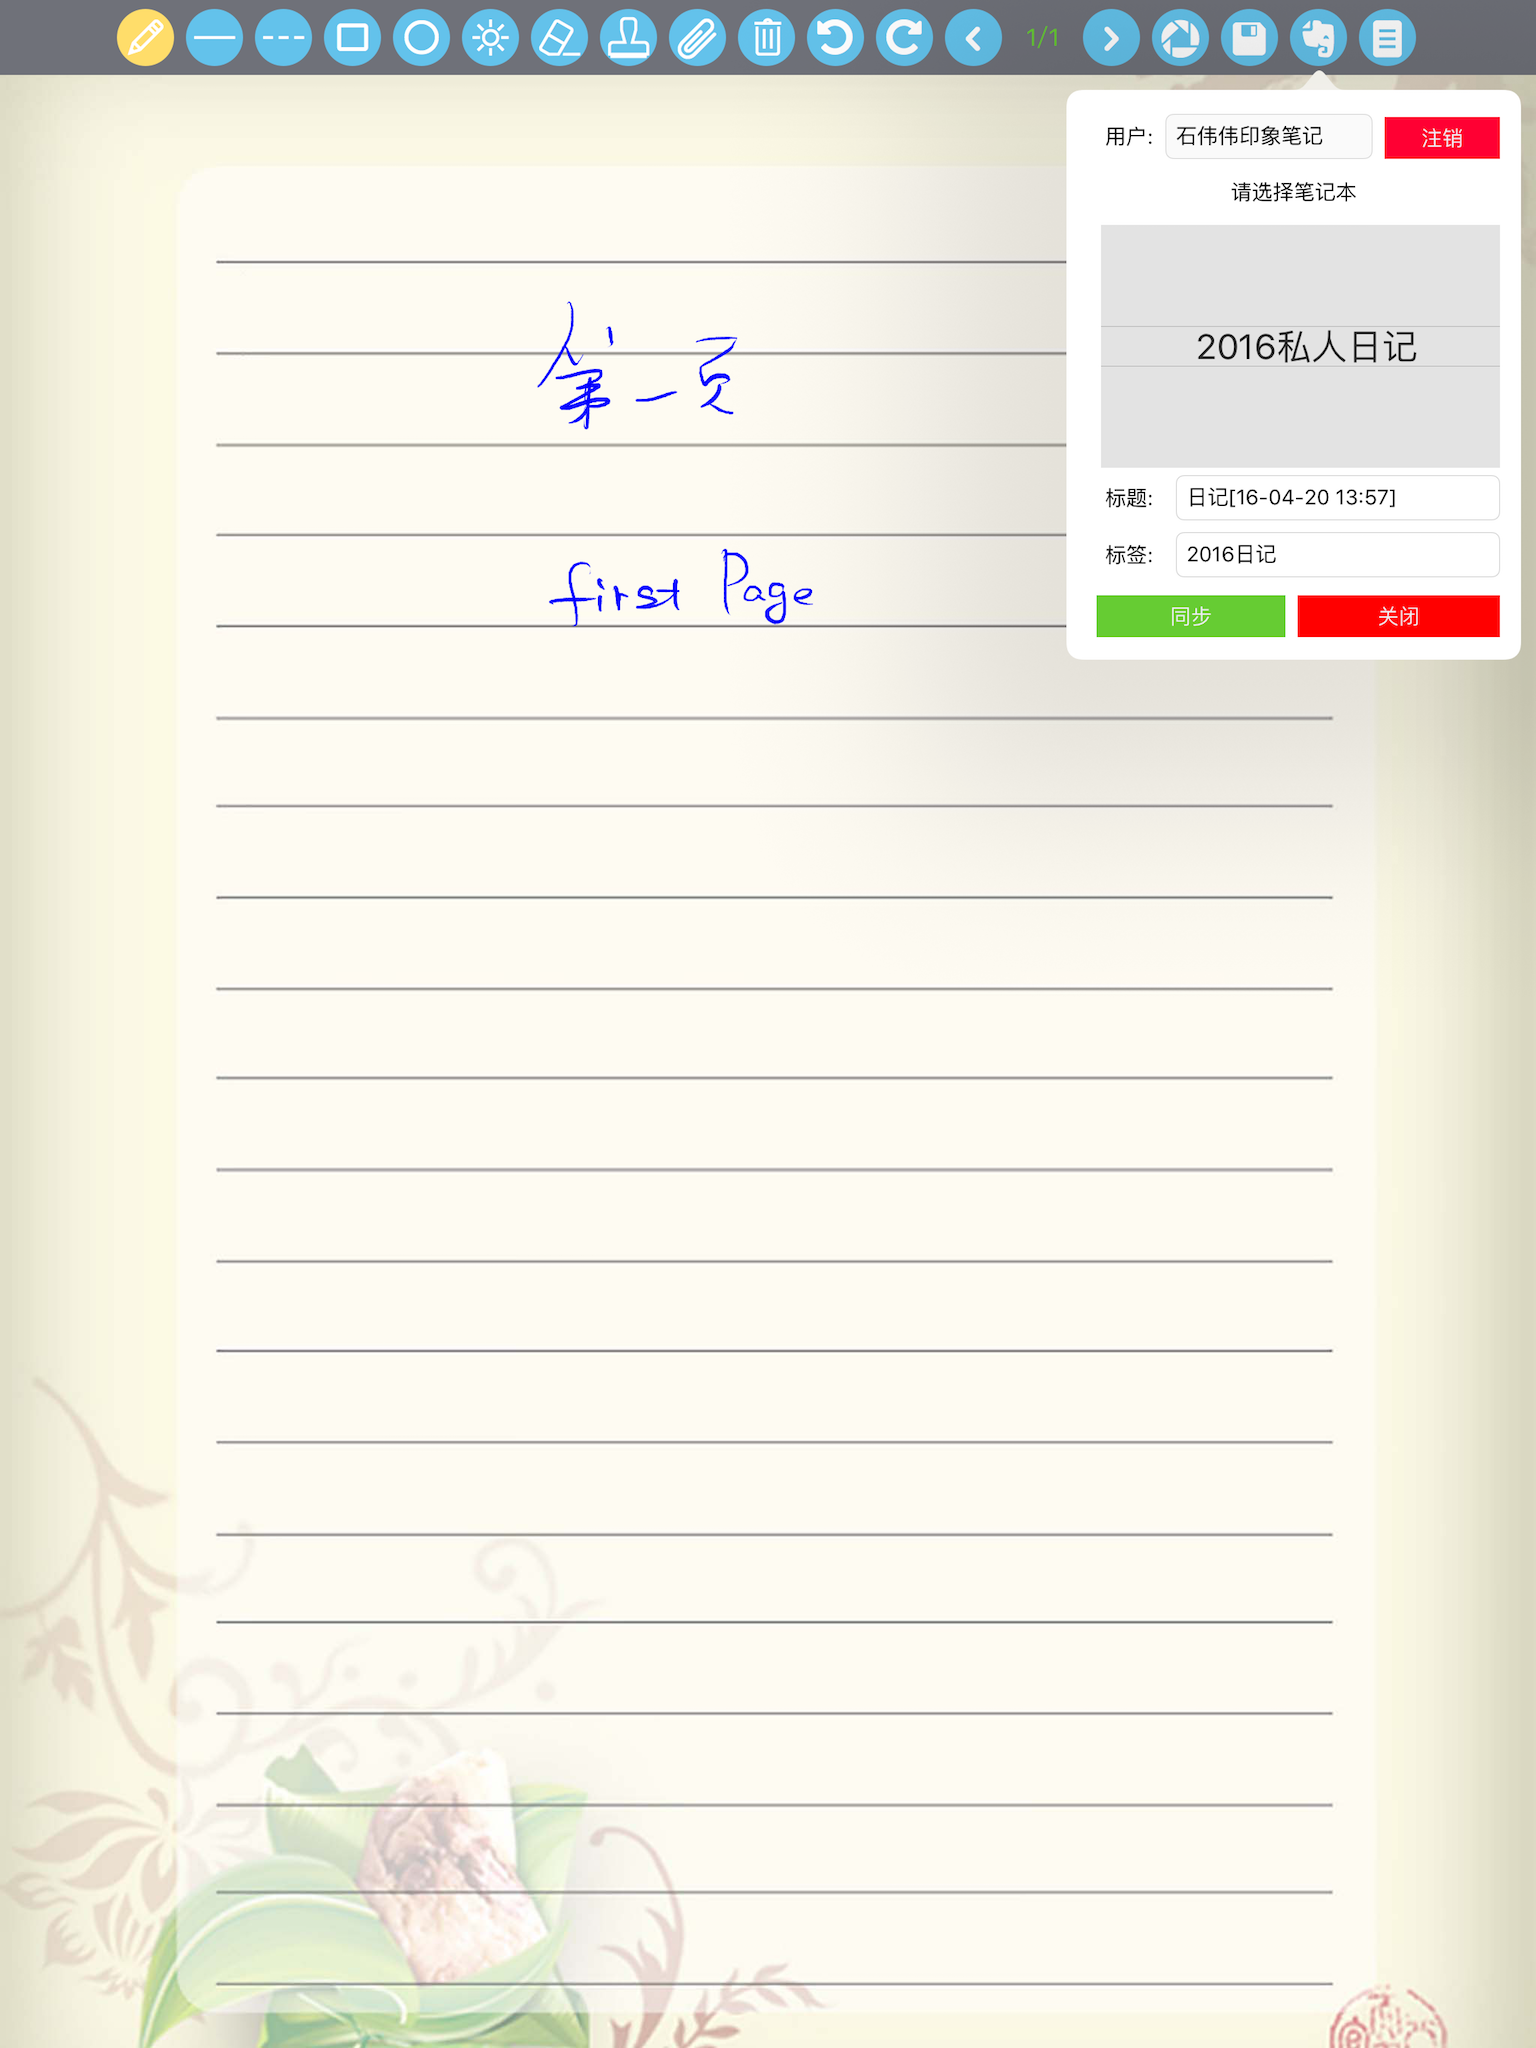 1/1
用户: 石伟伟印象笔记 注销
请选择笔记本
2016私人日记
标题: 日记[16-04-20 13:57]
标签: 2016日记
同步 关闭
第一页
first Page